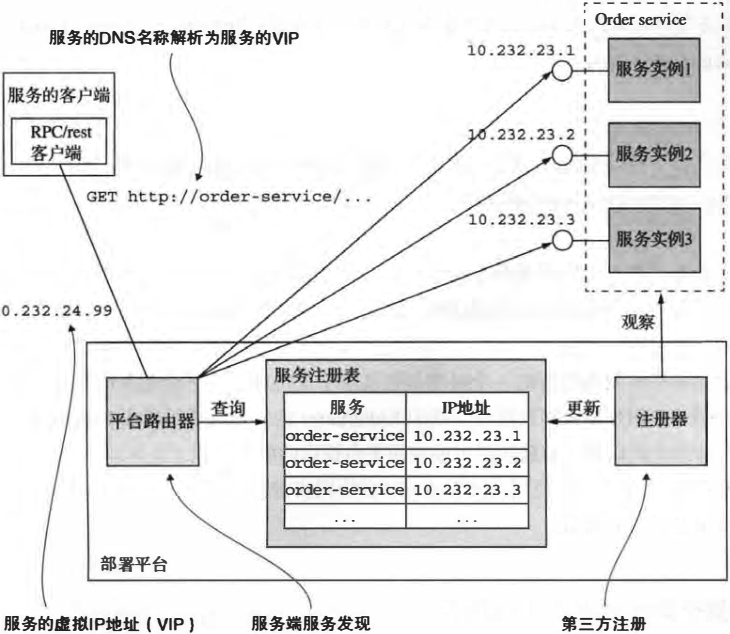 服务的DNS名称解析为服务的VIP
Order service
10.232.23.1
服务实例1
服务的客户端
RPC/rest
客户端
10.232.23.2
服务实例2
GET http://order-service/...
10.232.23.3
服务实例3
0.232.24.99
观察
服务注册表
平台路由器
查询
服务
IP地址
更新
注册器
order-service
10.232.23.1
order-service
10.232.23.2
order-service
10.232.23.3
...
...
部署平台
服务的虚拟IP地址(VIP)
服务端服务发现
第三方注册